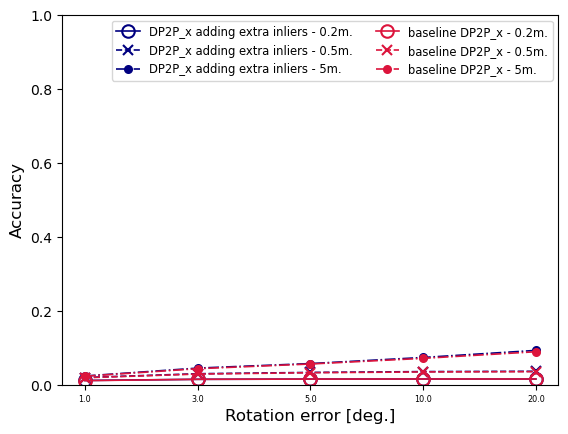 1.0
0.8
0.6
0.4
0.2
0.0
Accuracy
DP2P_x adding extra inliers - 0.2m.
DP2P_x adding extra inliers - 0.5m.
DP2P_x adding extra inliers - 5m.
baseline DP2P_x - 0.2m.
baseline DP2P_x - 0.5m.
baseline DP2P_x - 5m.
1.0 3.0 5.0 10.0 20.0
Rotation error [deg.]